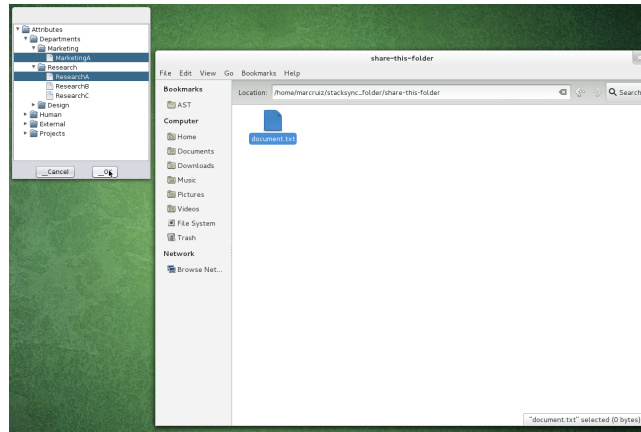 Attributes
Departments
Marketing
MarketingA
Research
ResearchA
ResearchB
ResearchC
Design
Human
External
Projects
_Cancel
share-this-folder
File Edit View Go Bookmarks Help
Bookmarks
AST
Computer
Home
Documents
Downloads
Music
Pictures
Videos
File System
Trash
Network
Browse Net...
Location: /home/marcruiz/stacksync_folder/share-this-folder
Search
document.txt
"document.txt" selected (0 bytes)